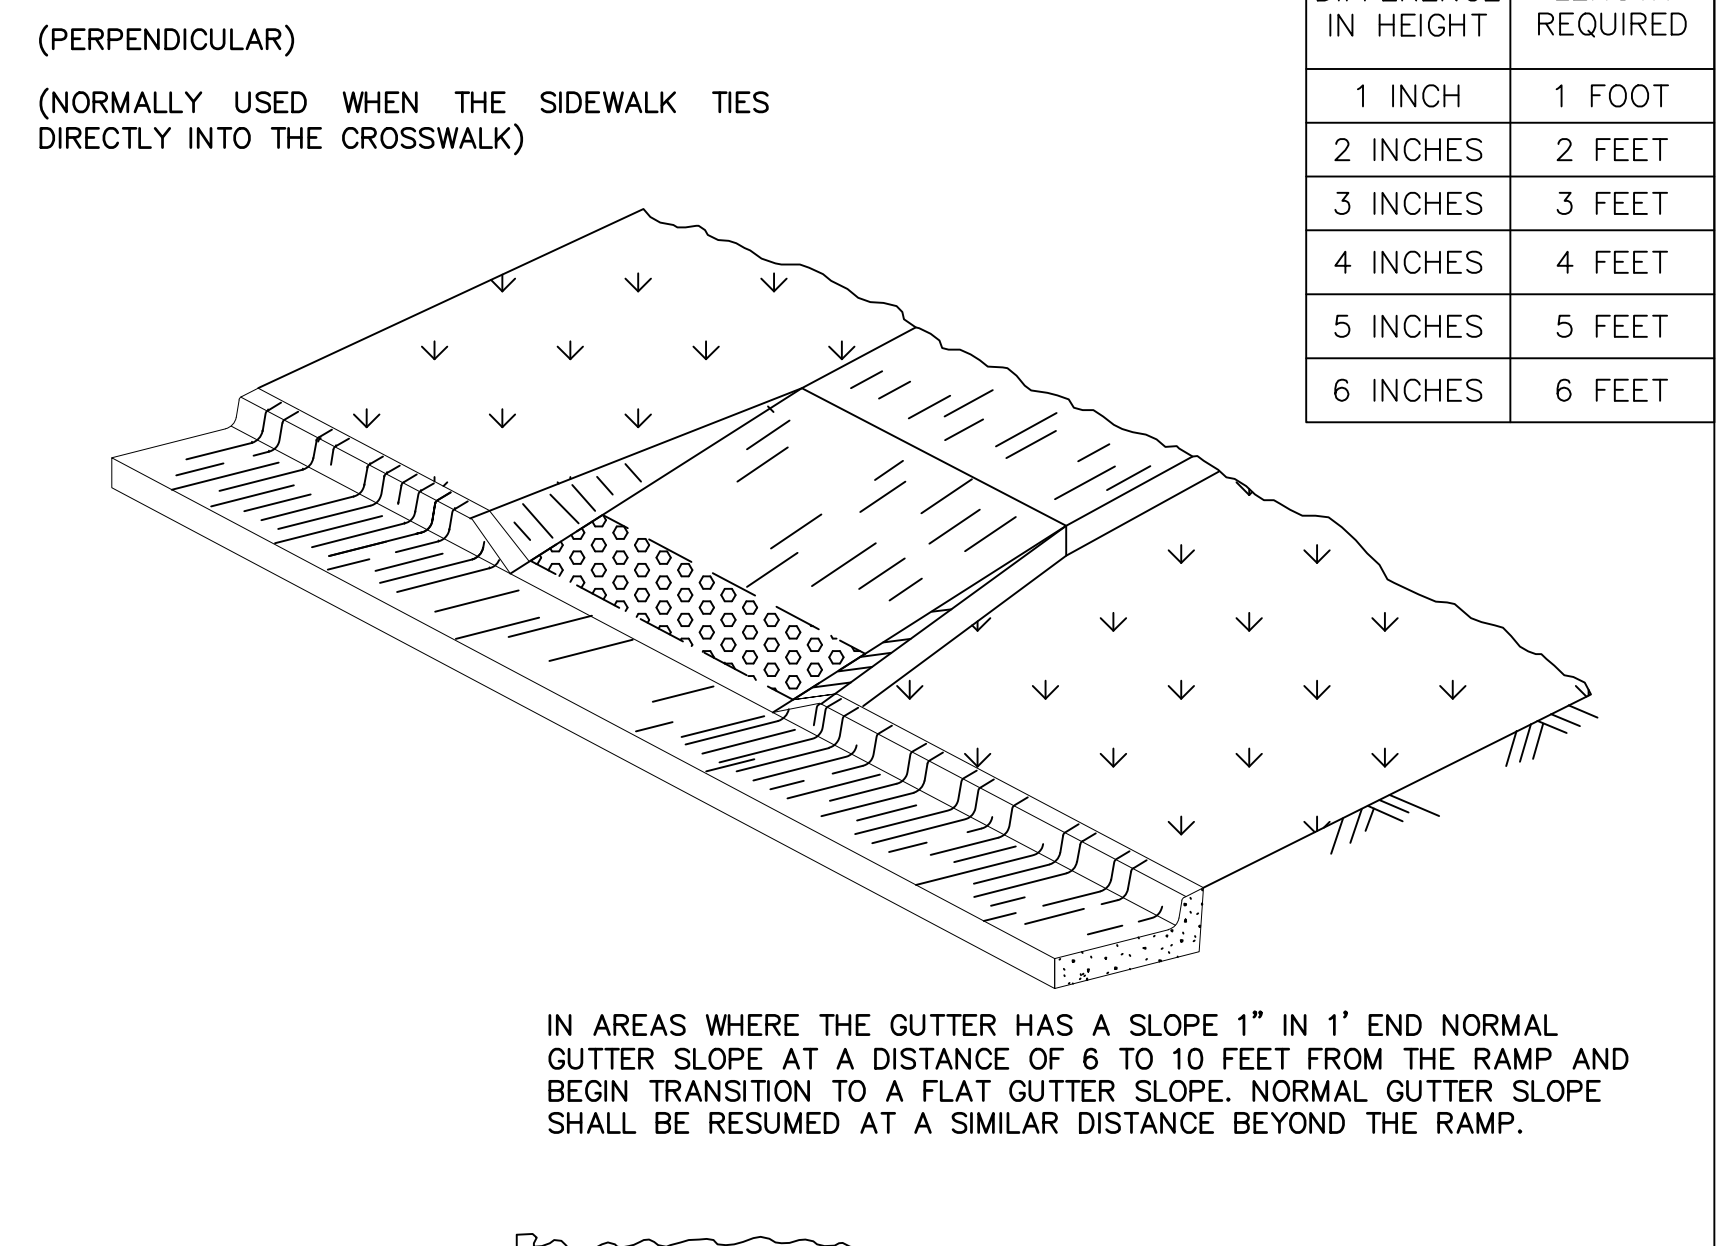 (PERPENDICULAR)
(NORMALLY USED WHEN THE SIDEWALK TIES
DIRECTLY INTO THE CROSSWALK)
IN HEIGHT REQUIRED
1 INCH 1 FOOT
2 INCHES 2 FEET
3 INCHES 3 FEET
4 INCHES 4 FEET
5 INCHES 5 FEET
6 INCHES 6 FEET
IN AREAS WHERE THE GUTTER HAS A SLOPE 1” IN 1’ END NORMAL
GUTTER SLOPE AT A DISTANCE OF 6 TO 10 FEET FROM THE RAMP AND
BEGIN TRANSITION TO A FLAT GUTTER SLOPE. NORMAL GUTTER SLOPE
SHALL BE RESUMED AT A SIMILAR DISTANCE BEYOND THE RAMP.